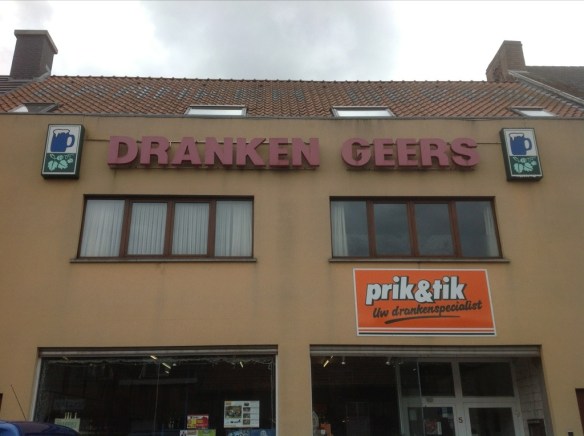 DRANKEN GEERS
prik&tik
Uw drankenspecialist